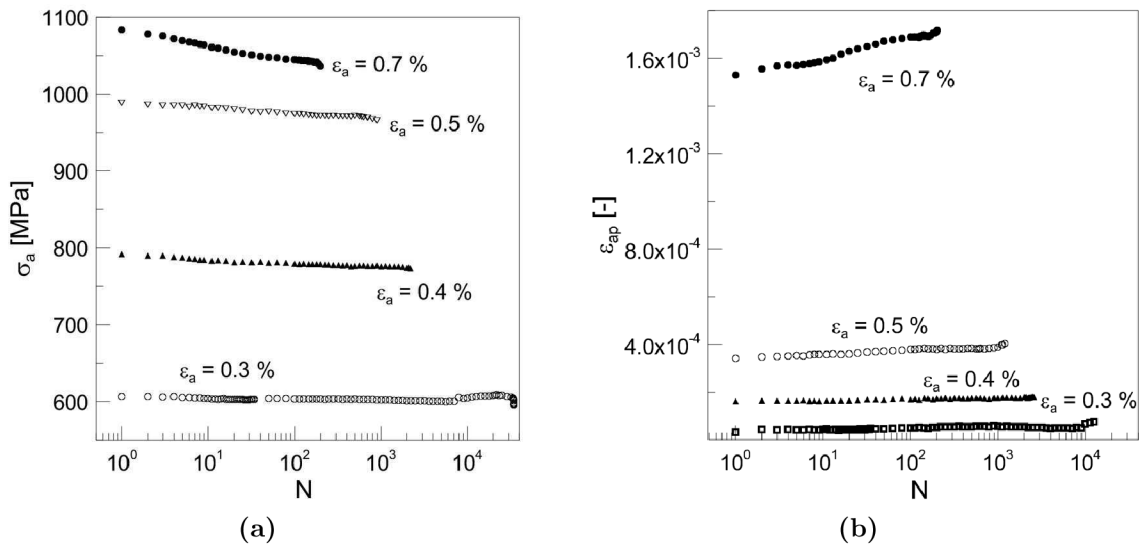 1100
1000
900
800
700
600
σa [MPa]
εa = 0.7 %
εa = 0.5 %
εa = 0.4 %
εa = 0.3 %
10^0 10^1 10^2 10^3 10^4
N
(a)
1.6x10^-3
1.2x10^-3
8.0x10^-4
4.0x10^-4
εap [-]
εa = 0.7 %
εa = 0.5 %
εa = 0.4 %
εa = 0.3 %
10^0 10^1 10^2 10^3 10^4
N
(b)